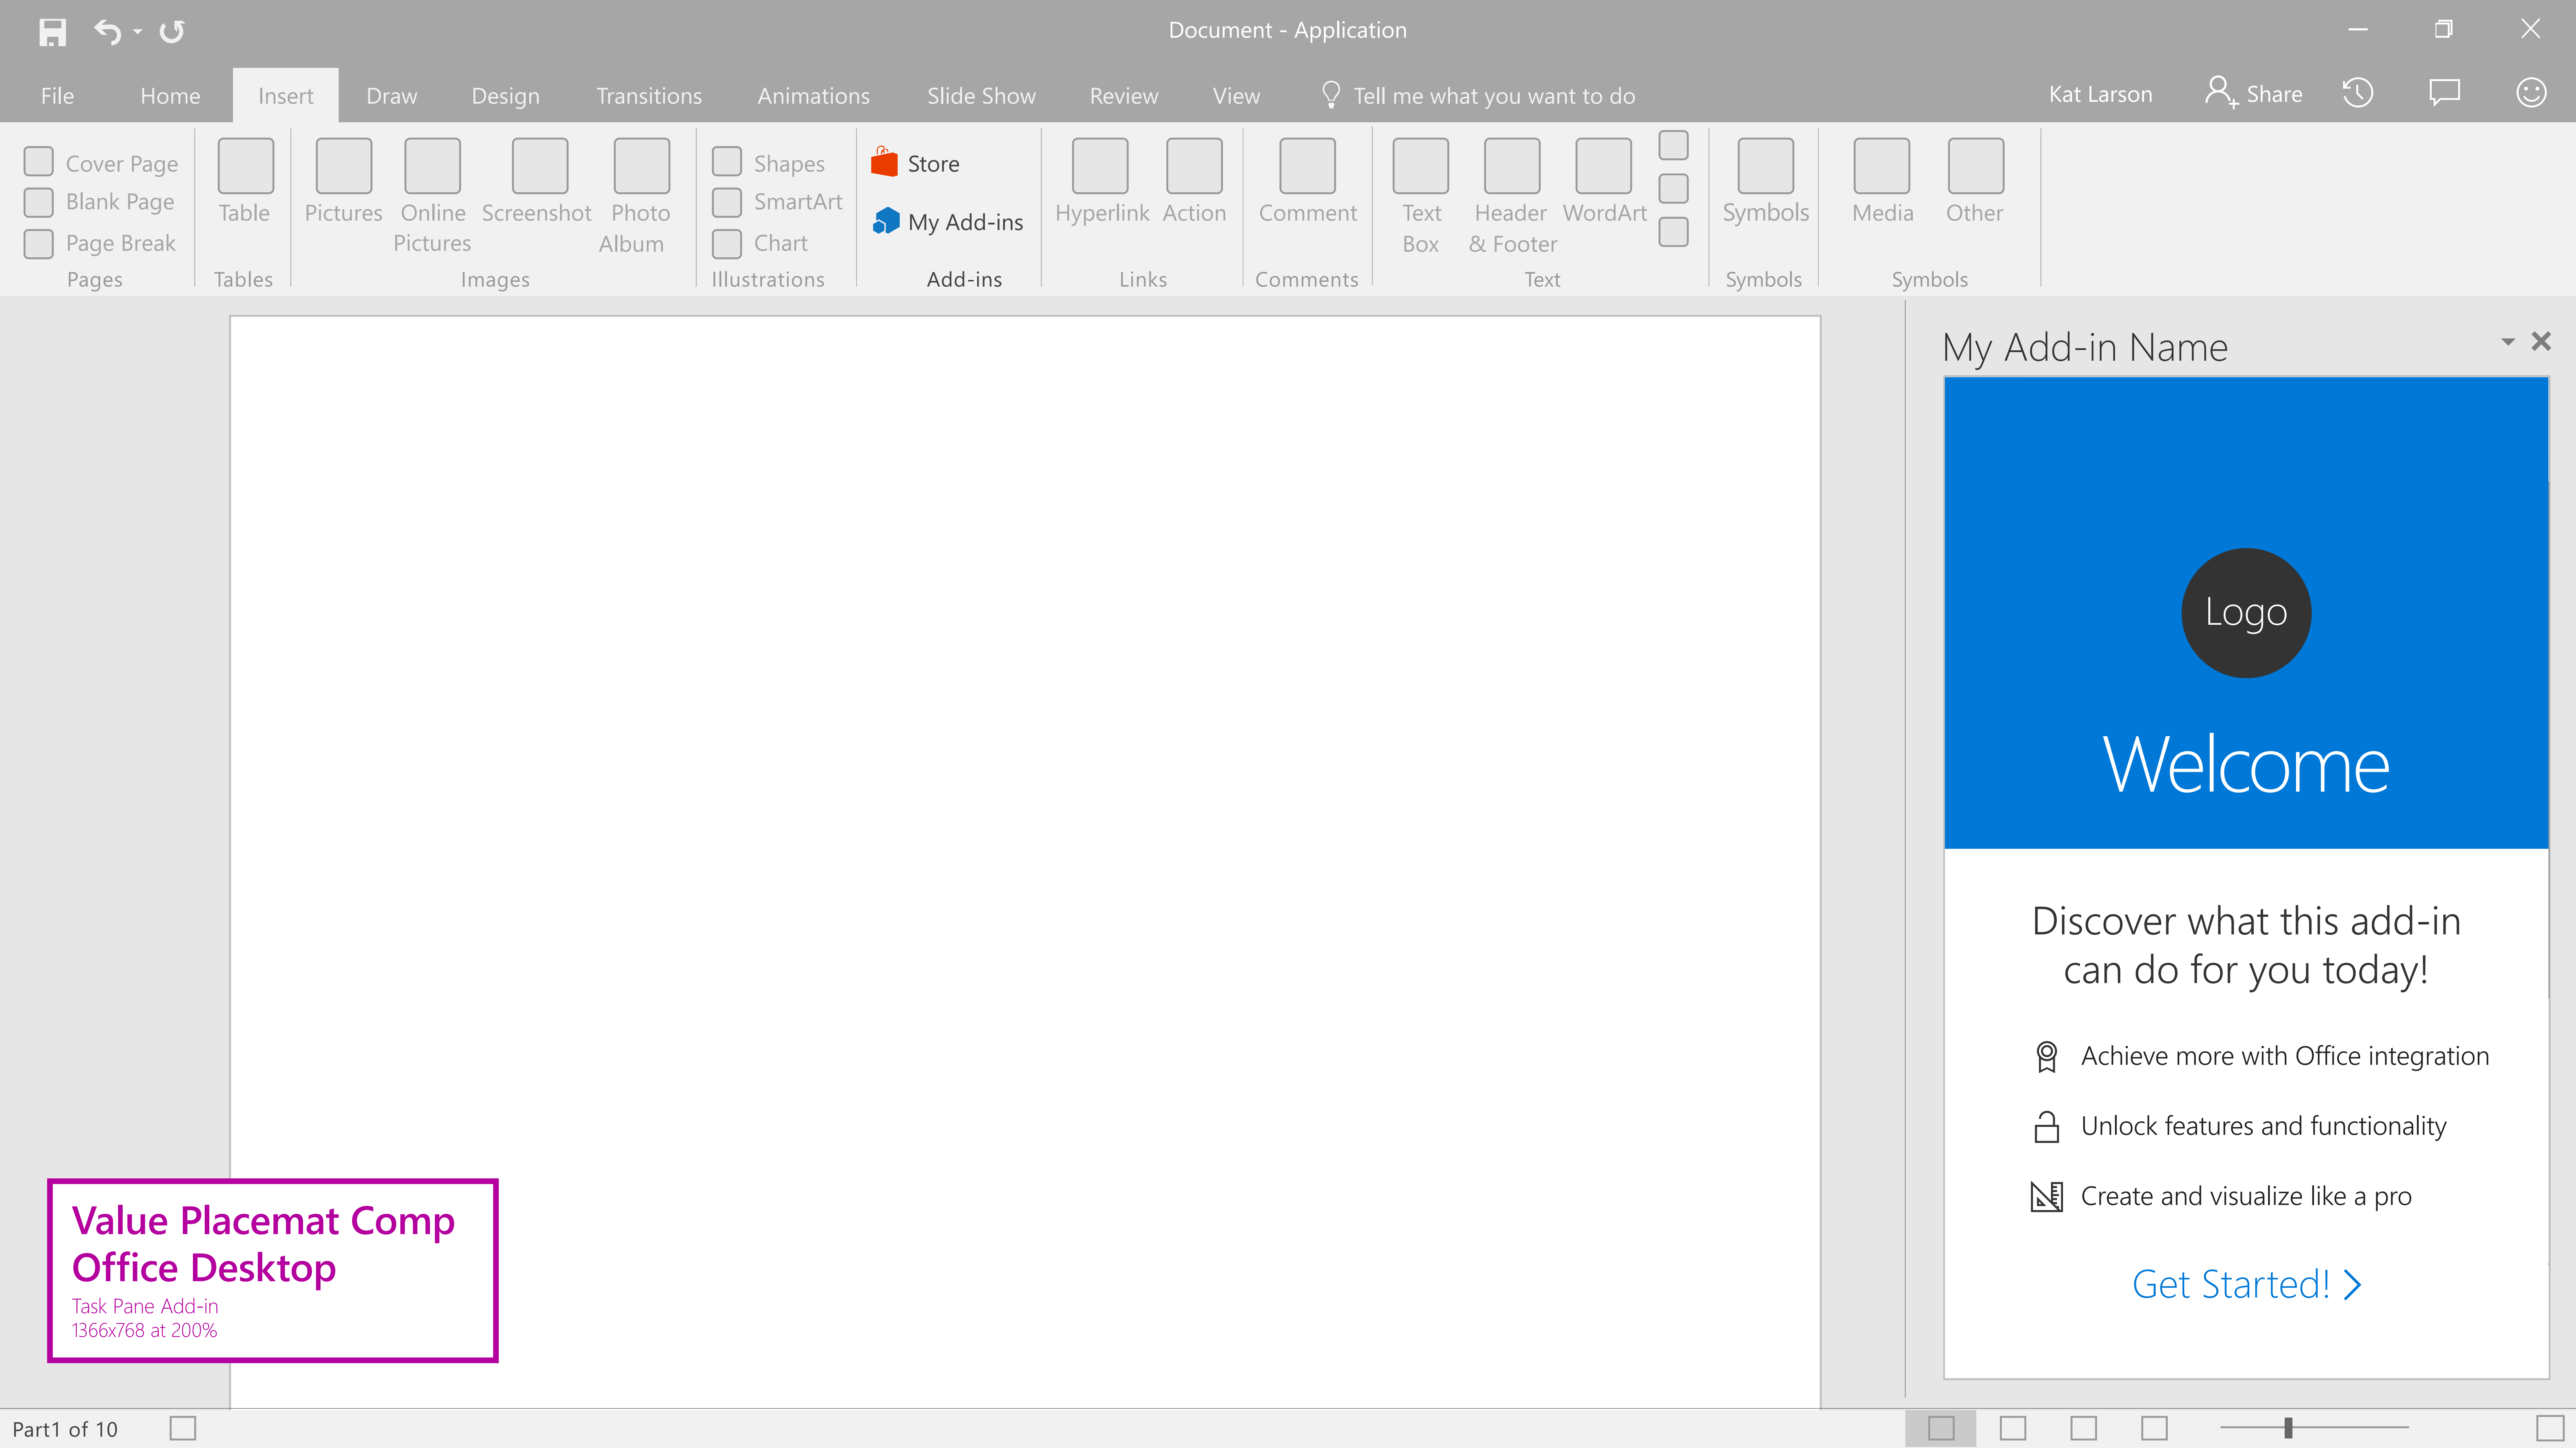 Document - Application
File Home Insert Draw Design Transitions Animations Slide Show Review View Tell me what you want to do Kat Larson Share
Cover Page
Blank Page
Page Break
Pages
Table
Tables
Pictures
Online
Pictures
Screenshot
Photo
Album
Images
Shapes
SmartArt
Chart
Illustrations
Store
My Add-ins
Add-ins
Hyperlink
Action
Links
Comment
Comments
Text
Box
Header
& Footer
WordArt
Text
Symbols
Symbols
Media
Other
Symbols
My Add-in Name
Logo
Welcome
Discover what this add-in
can do for you today!
Achieve more with Office integration
Unlock features and functionality
Create and visualize like a pro
Get Started!
Value Placemat Comp
Office Desktop
Task Pane Add-in
1366x768 at 200%
Part1 of 10